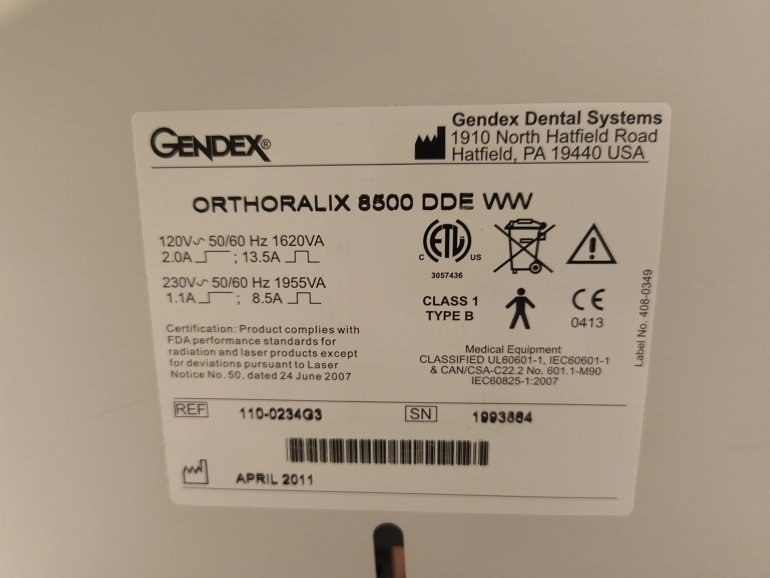 GENDEX®
Gendex Dental Systems
1910 North Hatfield Road
Hatfield, PA 19440 USA
ORTHORALIX 8500 DDE WW
120V~ 50/60 Hz 1620VA
2.0A ; 13.5A
230V~ 50/60 Hz 1955VA
1.1A ; 8.5A
Certification: Product complies with
FDA performance standards for
radiation and laser products except
for deviations pursuant to Laser
Notice No. 50, dated 24 June 2007
ETL
C US
3057436
CLASS 1
TYPE B
CE
0413
Medical Equipment
CLASSIFIED UL60601-1, IEC60601-1
& CAN/CSA-C22.2 No. 601.1-M90
IEC60825-1:2007
Label No. 408-0349
REF 110-0234G3 SN 1993664
APRIL 2011